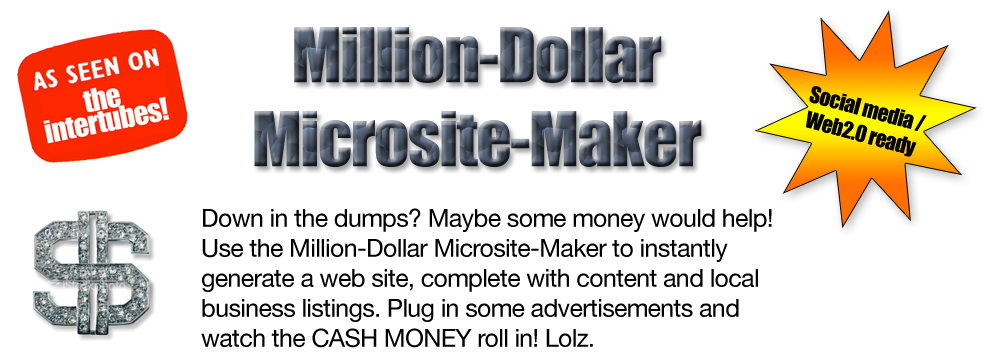 AS SEEN ON
the
intertubes!
Million-Dollar
Microsite-Maker
Social media /
Web2.0 ready
$
Down in the dumps? Maybe some money would help!
Use the Million-Dollar Microsite-Maker to instantly
generate a web site, complete with content and local
business listings. Plug in some advertisements and
watch the CASH MONEY roll in! Lolz.